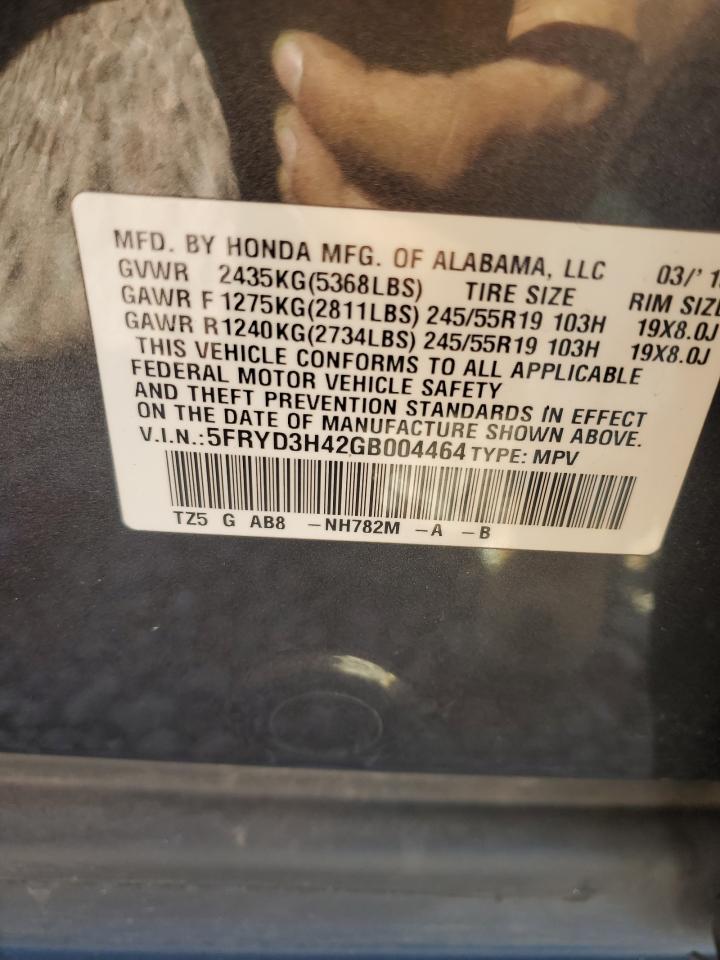 MFD. BY HONDA MFG. OF ALABAMA, LLC 03/'
GVWR 2435KG(5368LBS) TIRE SIZE RIM SIZE
GAWR F 1275KG(2811LBS) 245/55R19 103H 19X8.0J
GAWR R 1240KG(2734LBS) 245/55R19 103H 19X8.0J
THIS VEHICLE CONFORMS TO ALL APPLICABLE
FEDERAL MOTOR VEHICLE SAFETY
AND THEFT PREVENTION STANDARDS IN EFFECT
ON THE DATE OF MANUFACTURE SHOWN ABOVE.
V.I.N.:5FRYD3H42GB004464 TYPE: MPV
TZ5 G AB8 -NH782M -A -B